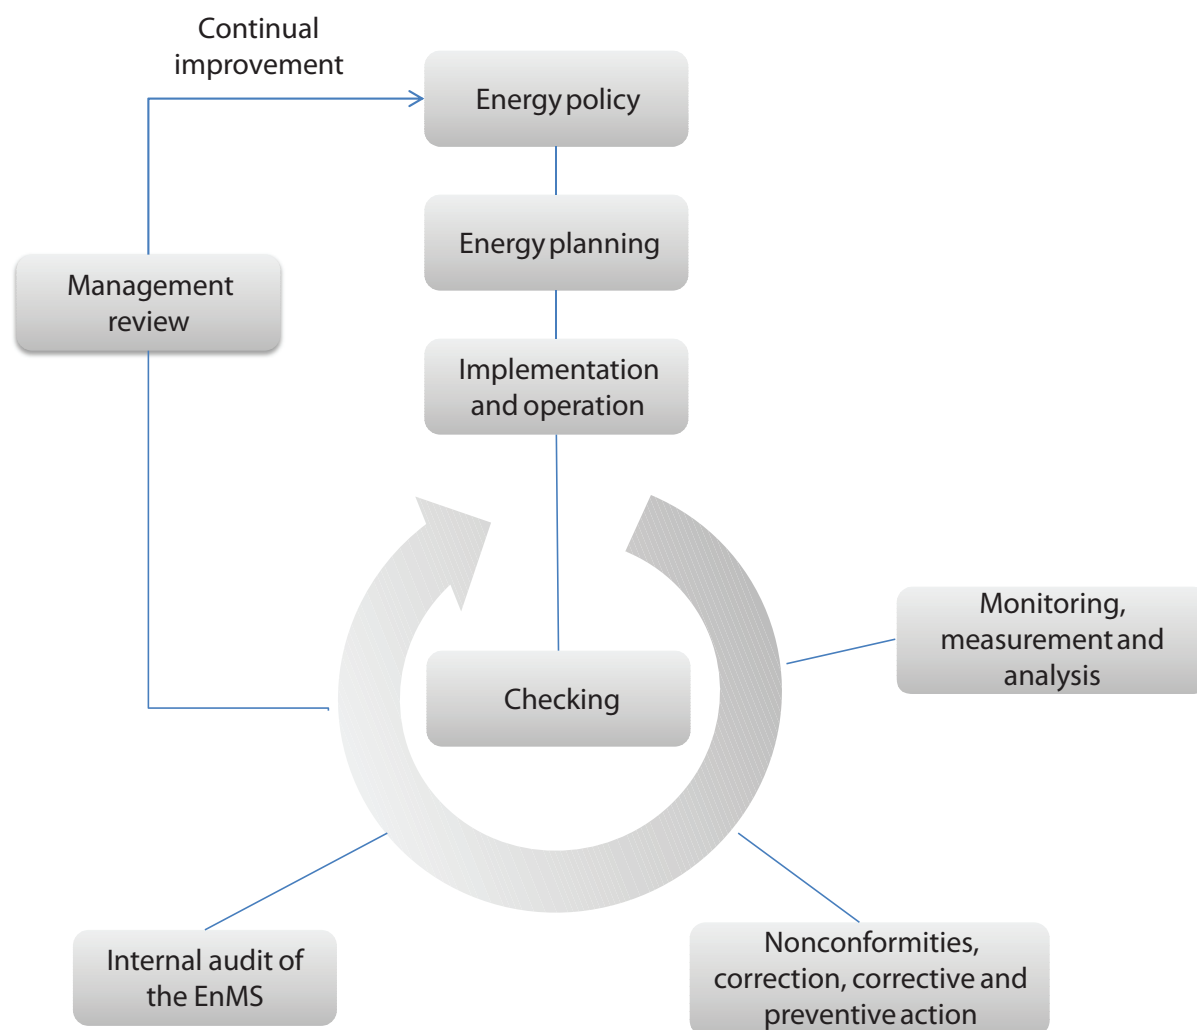 Continual
improvement
Energy policy
Energy planning
Management
review
Implementation
and operation
Monitoring,
measurement and
analysis
Checking
Internal audit of
the EnMS
Nonconformities,
correction, corrective and
preventive action